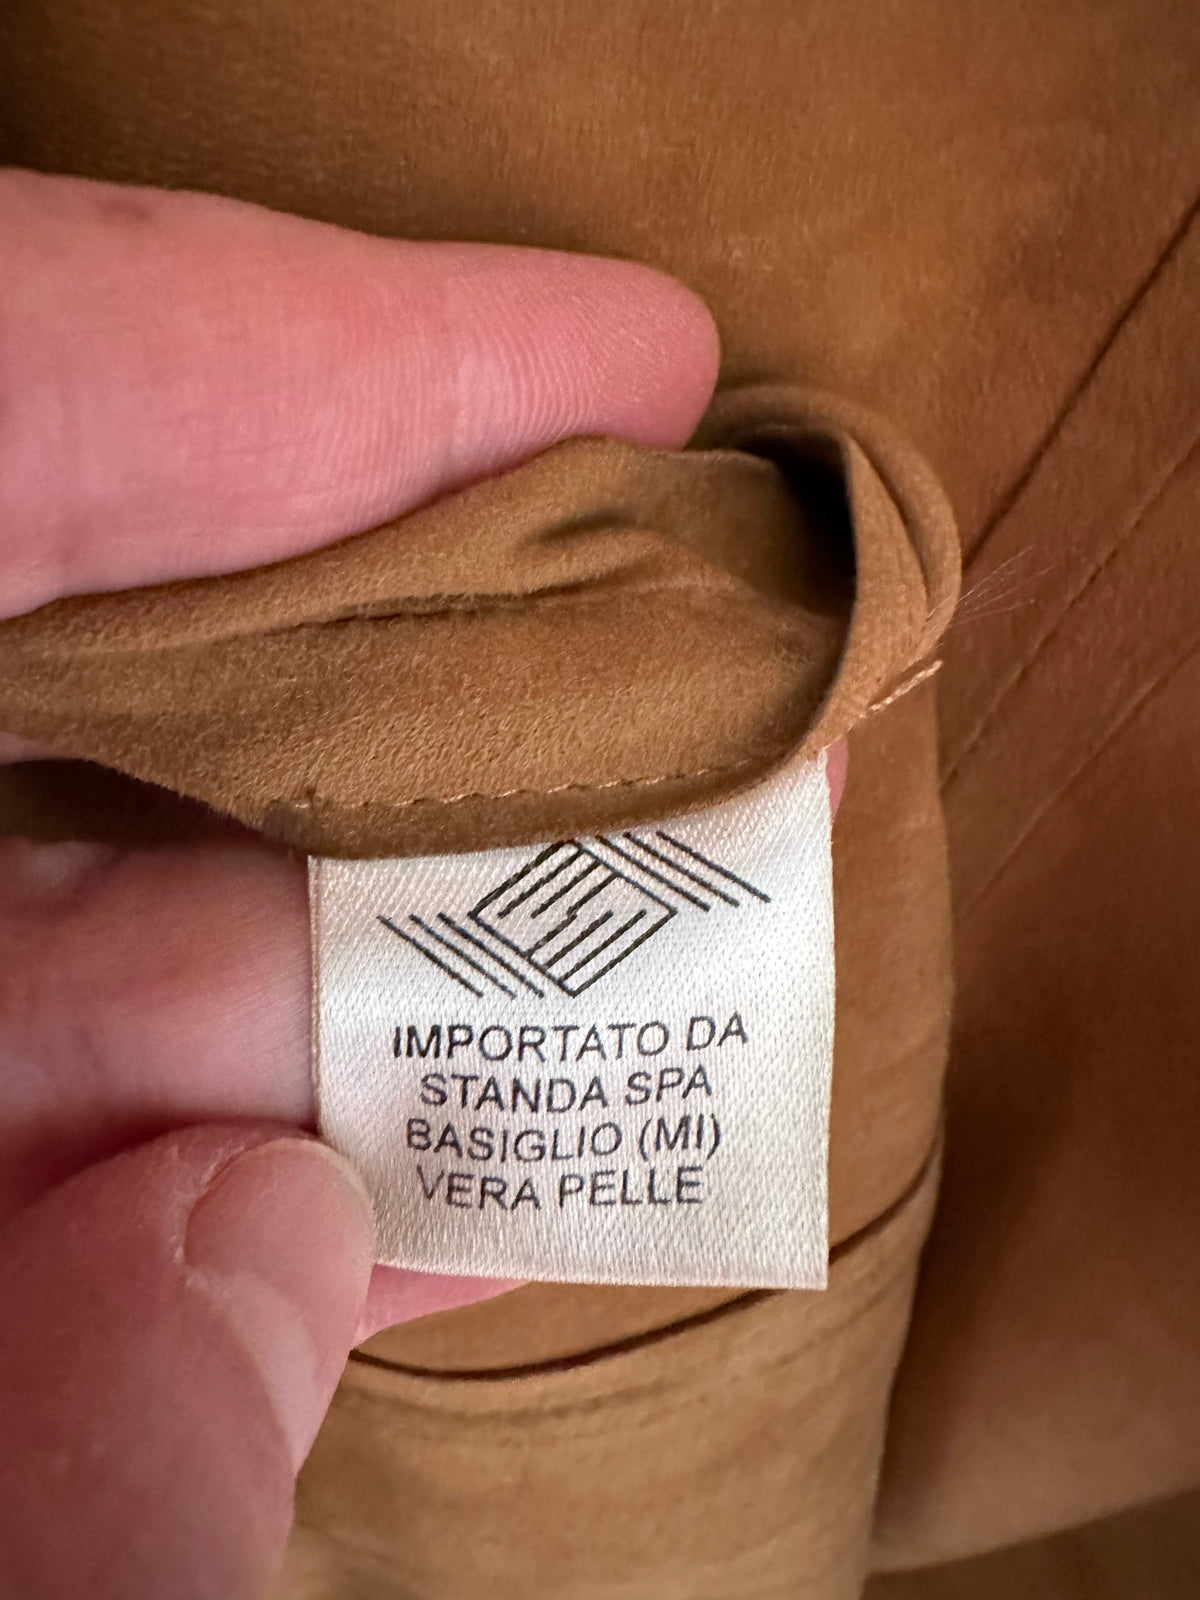 IMPORTATO DA
STANDA SPA
BASIGLIO (MI)
VERA PELLE